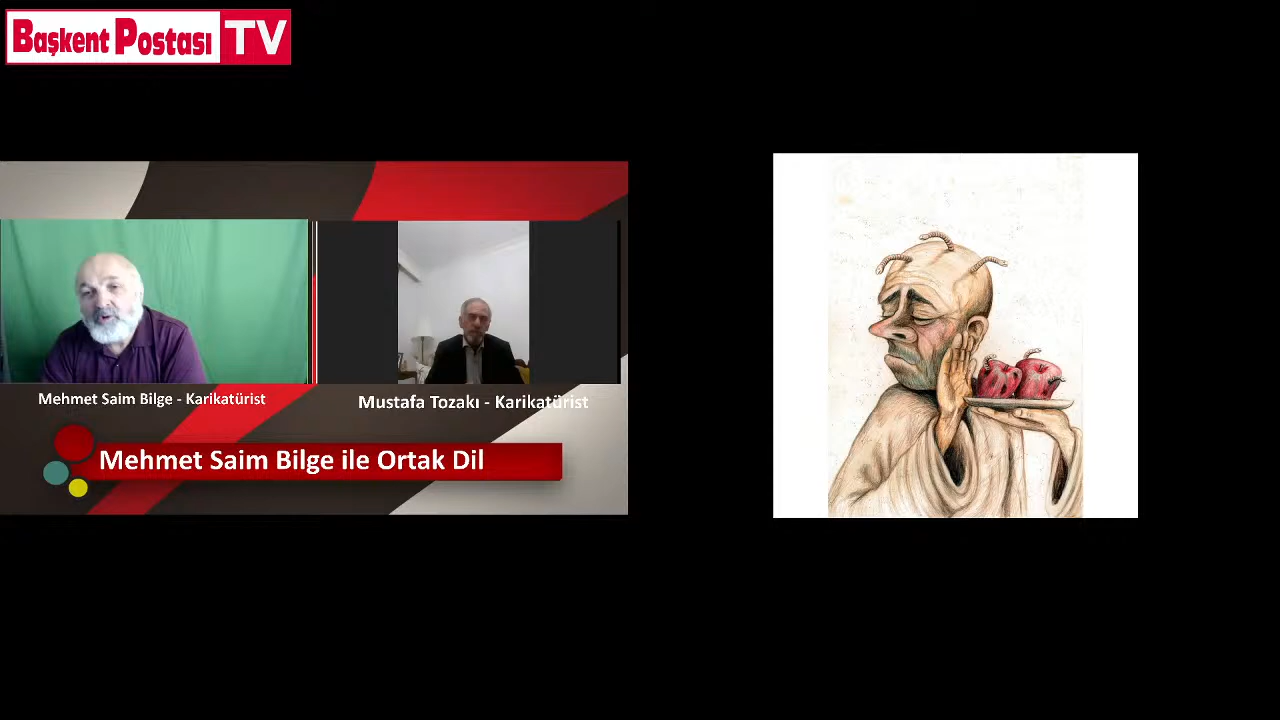 Başkent Postası TV
Mehmet Saim Bilge - Karikatürist
Mustafa Tozakı - Karikatürist
Mehmet Saim Bilge ile Ortak Dil